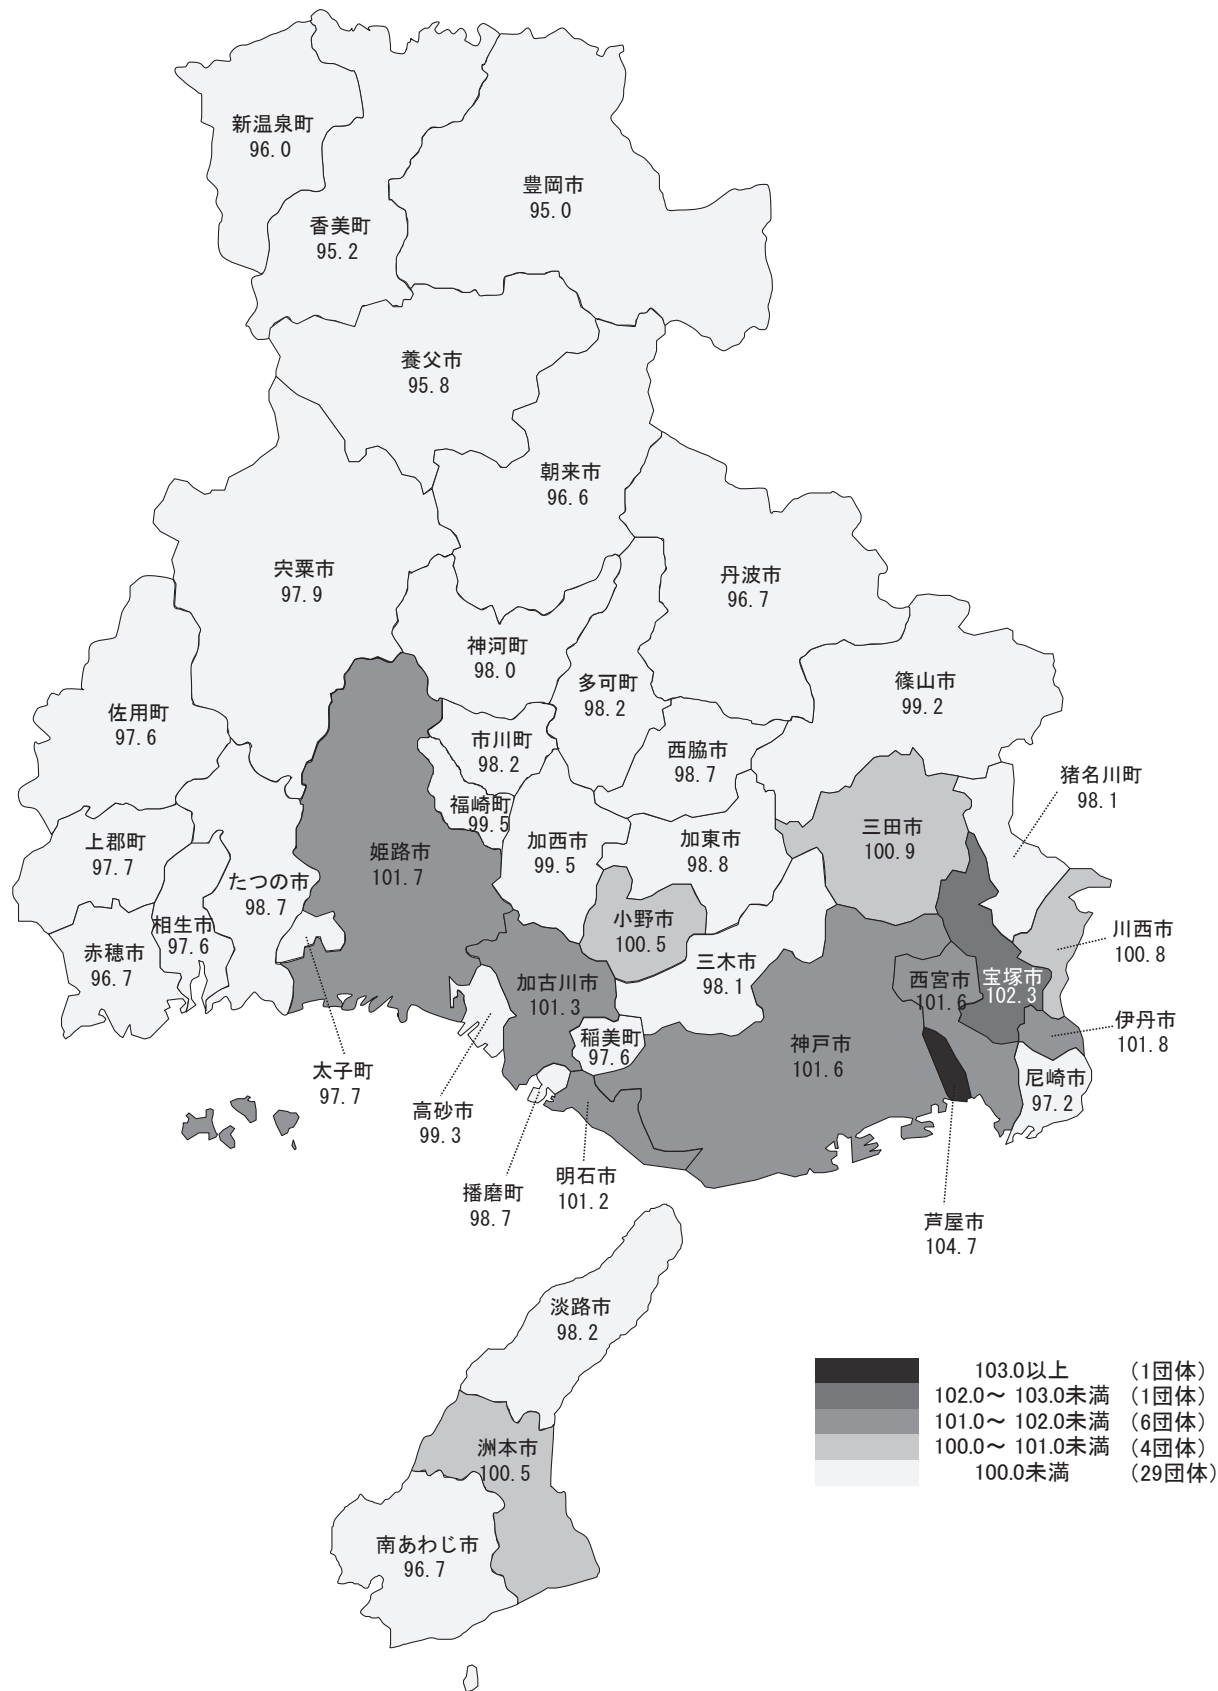 新温泉町
96.0
豊岡市
95.0
香美町
95.2
養父市
95.8
朝来市
96.6
宍粟市
97.9
丹波市
96.7
神河町
98.0
多可町
98.2
篠山市
99.2
佐用町
97.6
市川町
98.2
西脇市
98.7
猪名川町
98.1
福崎町
99.5
上郡町
97.7
姫路市
101.7
加西市
99.5
加東市
98.8
三田市
100.9
たつの市
98.7
相生市
97.6
小野市
100.5
川西市
100.8
赤穂市
96.7
三木市
98.1
加古川市
101.3
西宮市
101.6
宝塚市
102.3
伊丹市
101.8
稲美町
97.6
神戸市
101.6
尼崎市
97.2
太子町
97.7
高砂市
99.3
播磨町
98.7
明石市
101.2
芦屋市
104.7
淡路市
98.2
洲本市
100.5
南あわじ市
96.7
103.0以上 (1団体)
102.0～ 103.0未満 (1団体)
101.0～ 102.0未満 (6団体)
100.0～ 101.0未満 (4団体)
100.0未満 (29団体)